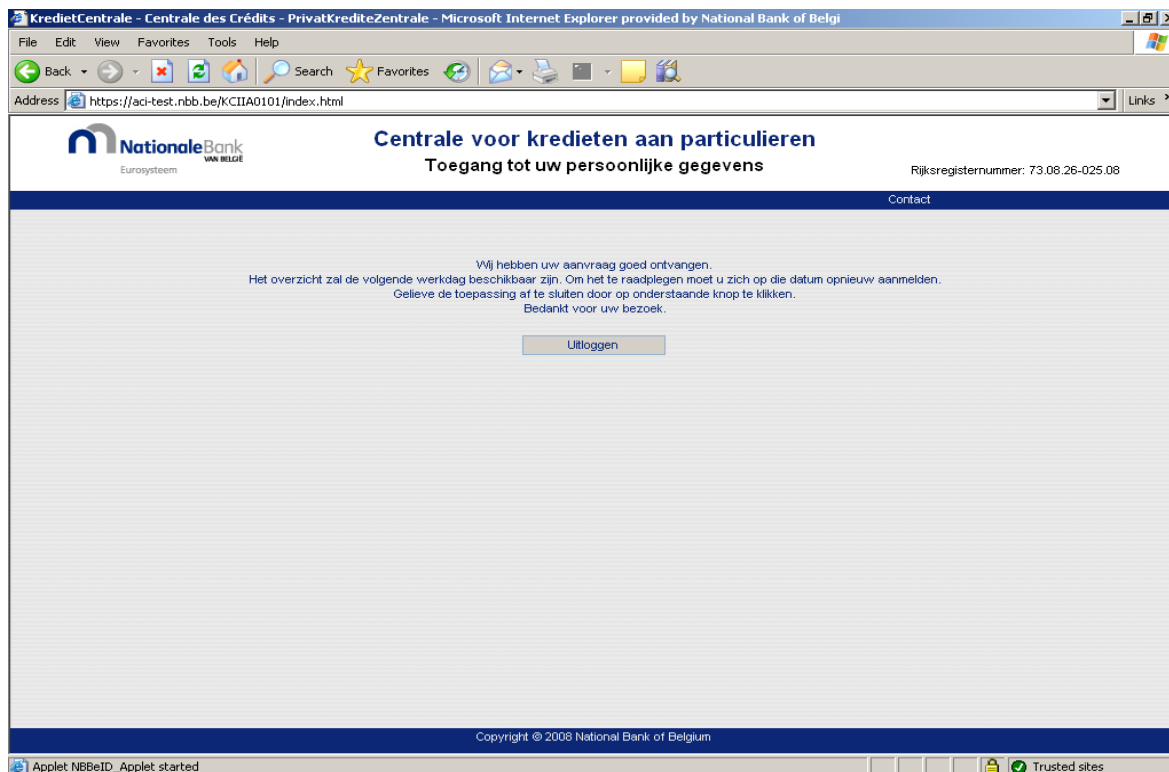 KredietCentrale - Centrale des Crédits - PrivatKrediteZentrale - Microsoft Internet Explorer provided by National Bank of Belgi
File Edit View Favorites Tools Help
Back Search Favorites
Address https://aci-test.nbb.be/KCIIA0101/index.html Links
NationaleBank
VAN BELGIË
Eurosysteem
Centrale voor kredieten aan particulieren
Toegang tot uw persoonlijke gegevens
Rijksregisternummer: 73.08.26-025.08
Contact
Wij hebben uw aanvraag goed ontvangen.
Het overzicht zal de volgende werkdag beschikbaar zijn. Om het te raadplegen moet u zich op die datum opnieuw aanmelden.
Gelieve de toepassing af te sluiten door op onderstaande knop te klikken.
Bedankt voor uw bezoek.
Uitloggen
Copyright © 2008 National Bank of Belgium
Applet NBBeID_Applet started Trusted sites